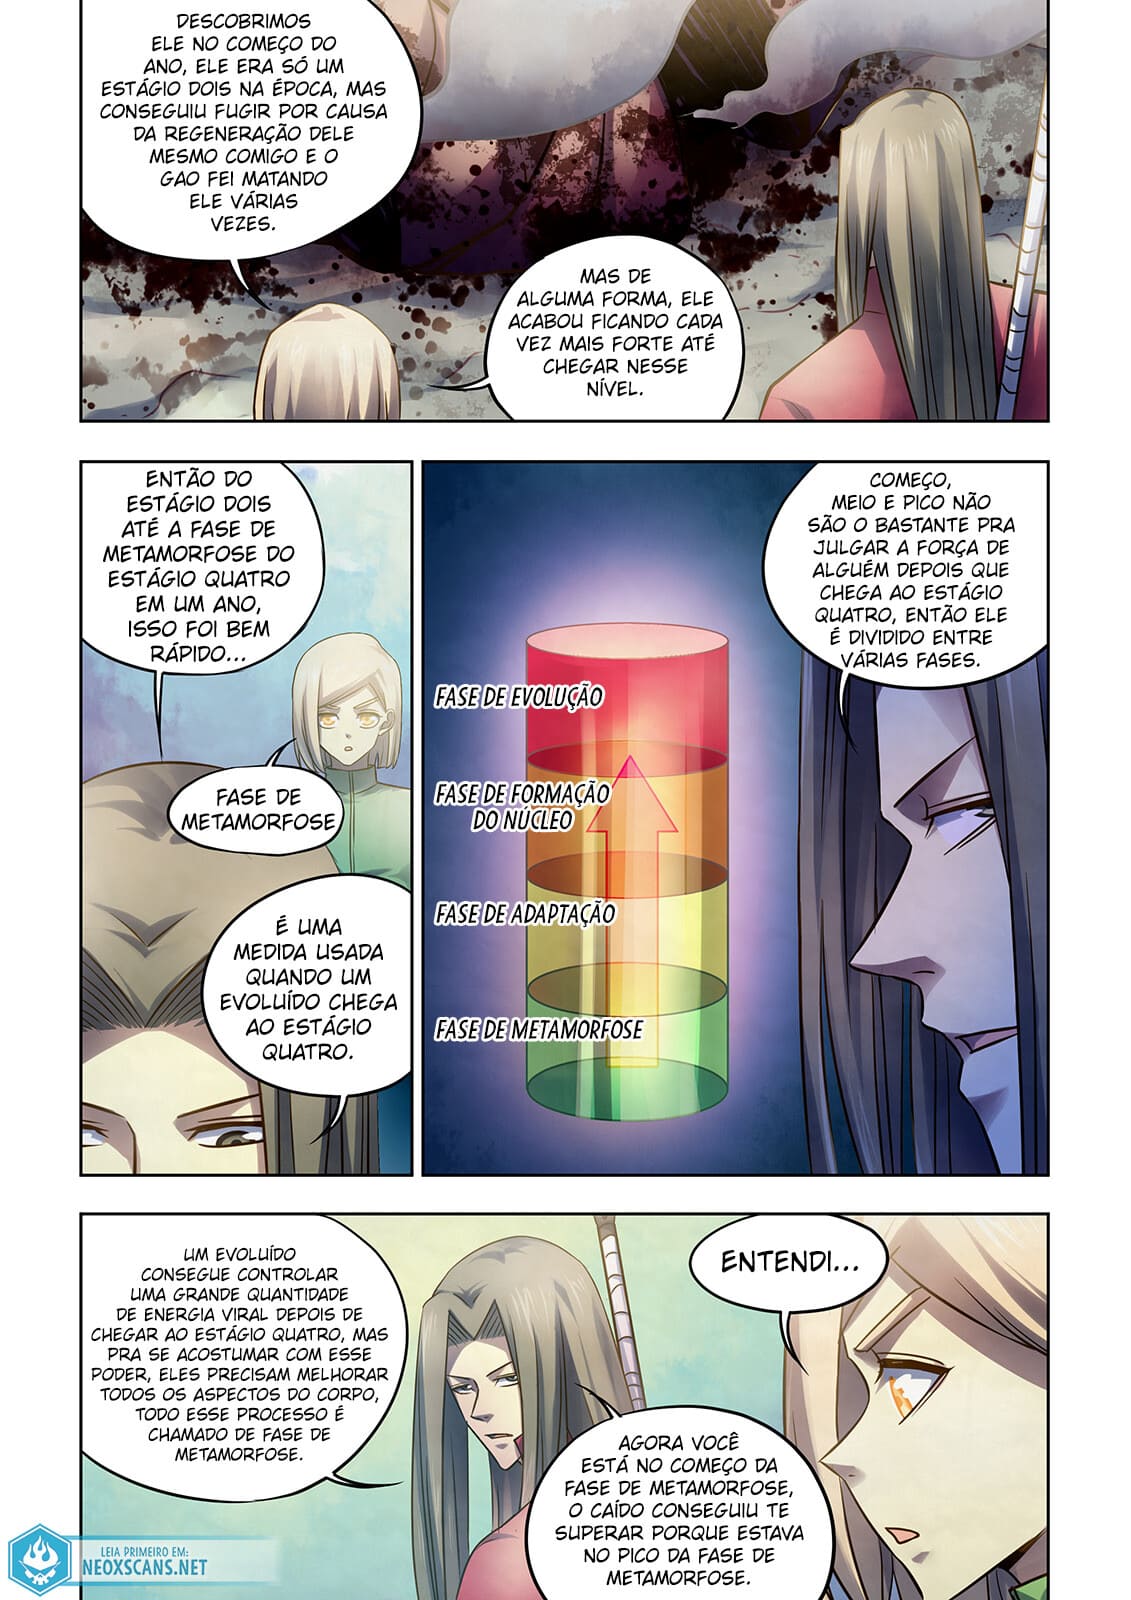 DESCOBRIMOS
ELE NO COMEÇO DO
ANO, ELE ERA SÓ UM
ESTÁGIO DOIS NA ÉPOCA, MAS
CONSEGUIU FUGIR POR CAUSA
DA REGENERAÇÃO DELE
MESMO COMIGO E O
GAO FEI MATANDO
ELE VÁRIAS
VEZES.
MAS DE
ALGUMA FORMA, ELE
ACABOU FICANDO CADA
VEZ MAIS FORTE ATÉ
CHEGAR NESSE
NÍVEL.
ENTÃO DO
ESTÁGIO DOIS
ATÉ A FASE DE
METAMORFOSE DO
ESTÁGIO QUATRO
EM UM ANO,
ISSO FOI BEM
RÁPIDO...
FASE DE
METAMORFOSE
É UMA
MEDIDA USADA
QUANDO UM
EVOLUÍDO CHEGA
AO ESTÁGIO
QUATRO.
COMEÇO,
MEIO E PICO NÃO
SÃO O BASTANTE PRA
JULGAR A FORÇA DE
ALGUÉM DEPOIS QUE
CHEGA AO ESTÁGIO
QUATRO, ENTÃO ELE
É DIVIDIDO ENTRE
VÁRIAS FASES.
FASE DE EVOLUÇÃO
FASE DE FORMAÇÃO
DO NÚCLEO
FASE DE ADAPTAÇÃO
FASE DE METAMORFOSE
UM EVOLUÍDO
CONSEGUE CONTROLAR
UMA GRANDE QUANTIDADE
DE ENERGIA VIRAL DEPOIS DE
CHEGAR AO ESTÁGIO QUATRO, MAS
PRA SE ACOSTUMAR COM ESSE
PODER, ELES PRECISAM MELHORAR
TODOS OS ASPECTOS DO CORPO,
TODO ESSE PROCESSO É
CHAMADO DE FASE DE
METAMORFOSE.
ENTENDI...
AGORA VOCÊ
ESTÁ NO COMEÇO DA
FASE DE METAMORFOSE,
O CAÍDO CONSEGUIU TE
SUPERAR PORQUE ESTAVA
NO PICO DA FASE DE
METAMORFOSE.
LEIA PRIMEIRO EM:
NEOXSCANS.NET